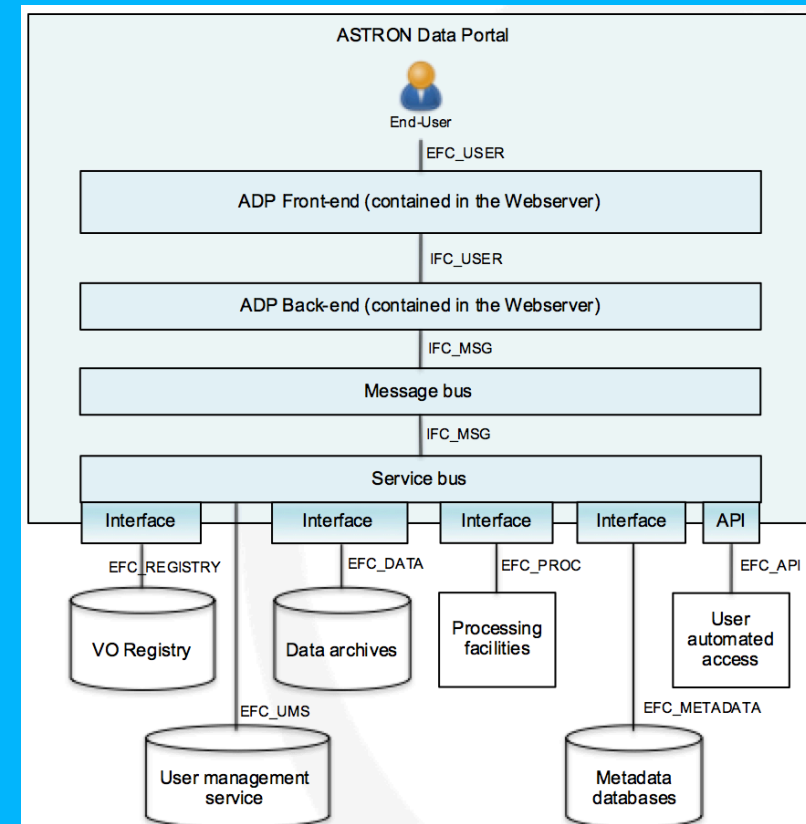 ASTRON Data Portal
End-User
EFC_USER
ADP Front-end (contained in the Webserver)
IFC_USER
ADP Back-end (contained in the Webserver)
IFC_MSG
Message bus
IFC_MSG
Service bus
Interface
Interface
Interface
Interface
API
EFC_REGISTRY
EFC_DATA
EFC_PROC
EFC_API
VO Registry
Data archives
Processing
facilities
User
automated
access
EFC_UMS
EFC_METADATA
User management
service
Metadata
databases